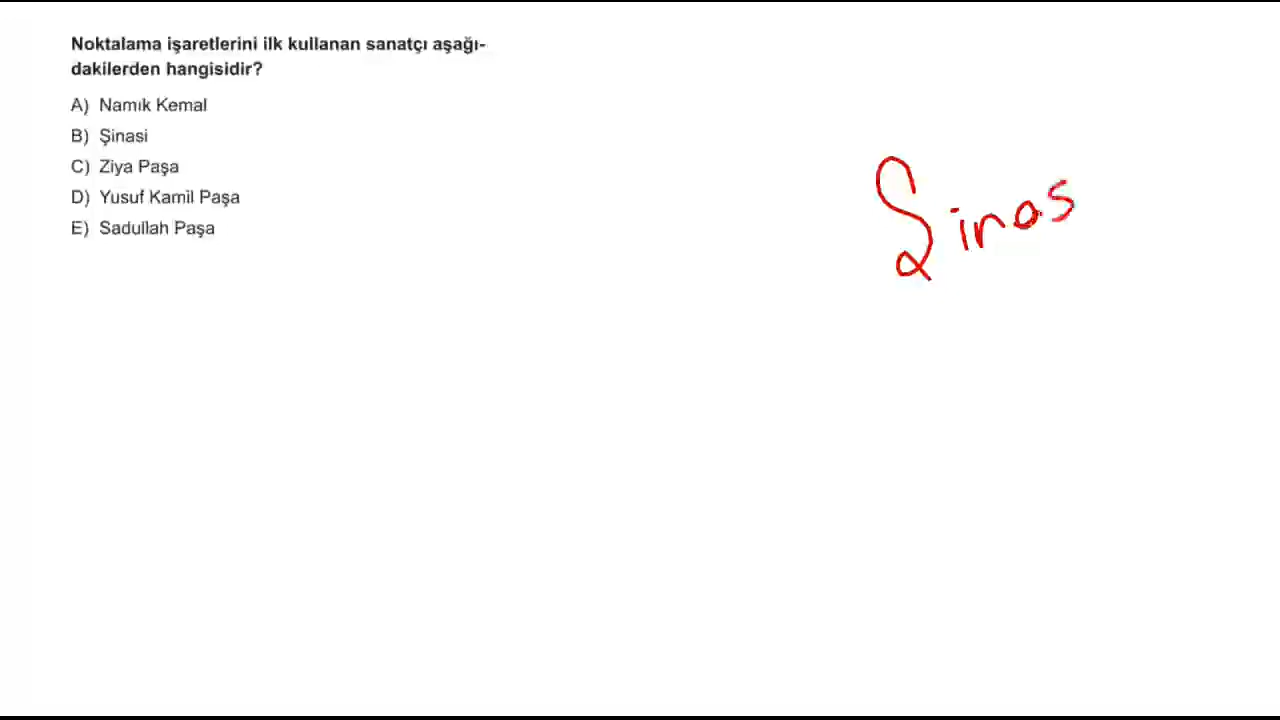 Noktalama işaretlerini ilk kullanan sanatçı aşağı-
dakilerden hangisidir?
A) Namık Kemal
B) Şinasi
C) Ziya Paşa
D) Yusuf Kamil Paşa
E) Sadullah Paşa
Şinas